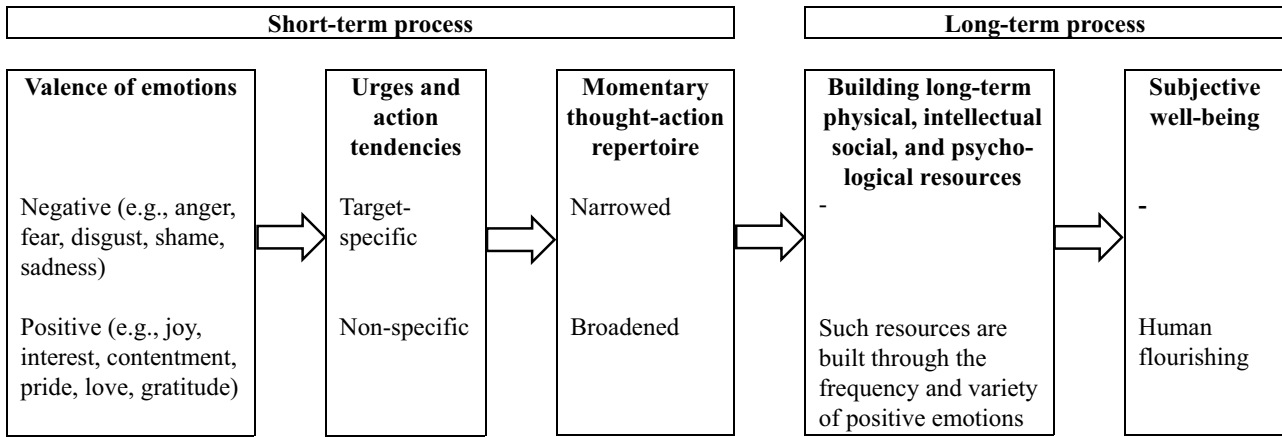 Short-term process
Long-term process
Valence of emotions
Negative (e.g., anger,
fear, disgust, shame,
sadness)
Positive (e.g., joy,
interest, contentment,
pride, love, gratitude)
Urges and
action
tendencies
Target-
specific
Non-specific
Momentary
thought-action
repertoire
Narrowed
Broadened
Building long-term
physical, intellectual
social, and psycho-
logical resources
-
Such resources are
built through the
frequency and variety
of positive emotions
Subjective
well-being
-
Human
flourishing